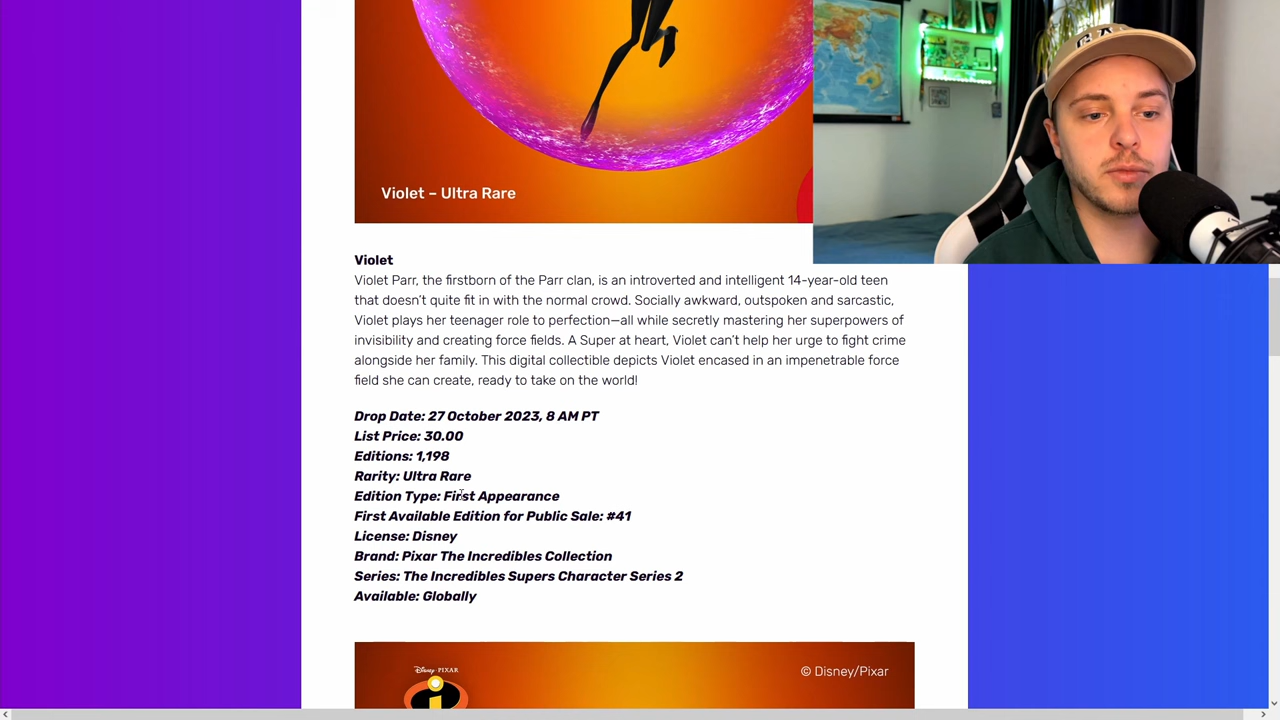 Violet – Ultra Rare
Violet
Violet Parr, the firstborn of the Parr clan, is an introverted and intelligent 14-year-old teen
that doesn’t quite fit in with the normal crowd. Socially awkward, outspoken and sarcastic,
Violet plays her teenager role to perfection—all while secretly mastering her superpowers of
invisibility and creating force fields. A Super at heart, Violet can’t help her urge to fight crime
alongside her family. This digital collectible depicts Violet encased in an impenetrable force
field she can create, ready to take on the world!
Drop Date: 27 October 2023, 8 AM PT
List Price: 30.00
Editions: 1,198
Rarity: Ultra Rare
Edition Type: First Appearance
First Available Edition for Public Sale: #41
License: Disney
Brand: Pixar The Incredibles Collection
Series: The Incredibles Supers Character Series 2
Available: Globally
Disney·PIXAR
© Disney/Pixar